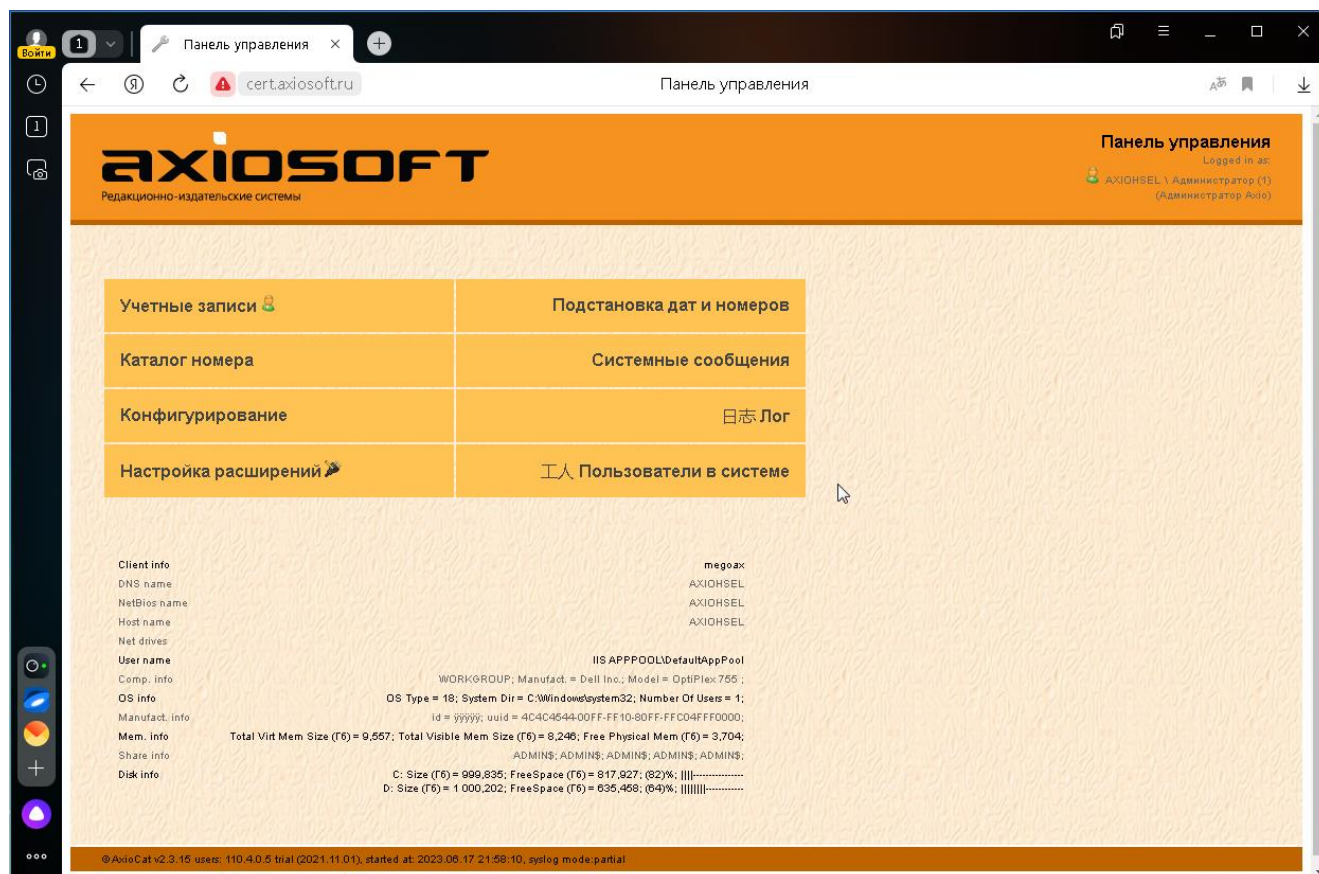 Войти
1
Панель управления
cert.axiosoft.ru
Панель управления
1
axiosoft
Редакционно-издательские системы
Панель управления
Logged in as:
AXIOHSEL \ Администратор (1)
(Администратор Axio)
Учетные записи
Подстановка дат и номеров
Каталог номера
Системные сообщения
Конфигурирование
日志 Лог
Настройка расширений
工人 Пользователи в системе
Client info megoax
DNS name AXIOHSEL
NetBios name AXIOHSEL
Host name AXIOHSEL
Net drives
User name IIS APPPOOL\DefaultAppPool
Comp. info WORKGROUP; Manufact. = Dell Inc.; Model = OptiPlex 755 ;
OS info OS Type = 18; System Dir = C:\Windows\system32; Number Of Users = 1;
Manufact. info id = ÿÿÿÿÿ; uuid = 4C4C4544-00FF-FF10-80FF-FFC04FFF0000;
Mem. info Total Virt Mem Size (Гб) = 9,557; Total Visible Mem Size (Гб) = 8,246; Free Physical Mem (Гб) = 3,704;
Share info ADMIN$; ADMIN$; ADMIN$; ADMIN$; ADMIN$;
Disk info C: Size (Гб) = 999,835; FreeSpace (Гб) = 817,927; (82)%; ||||---------------
D: Size (Гб) = 1 000,202; FreeSpace (Гб) = 635,458; (64)%; ||||||||------------
@AxioCat v2.3.15 users: 110.4.0.5 trial (2021.11.01), started at: 2023.06.17 21:58:10, syslog mode:partial